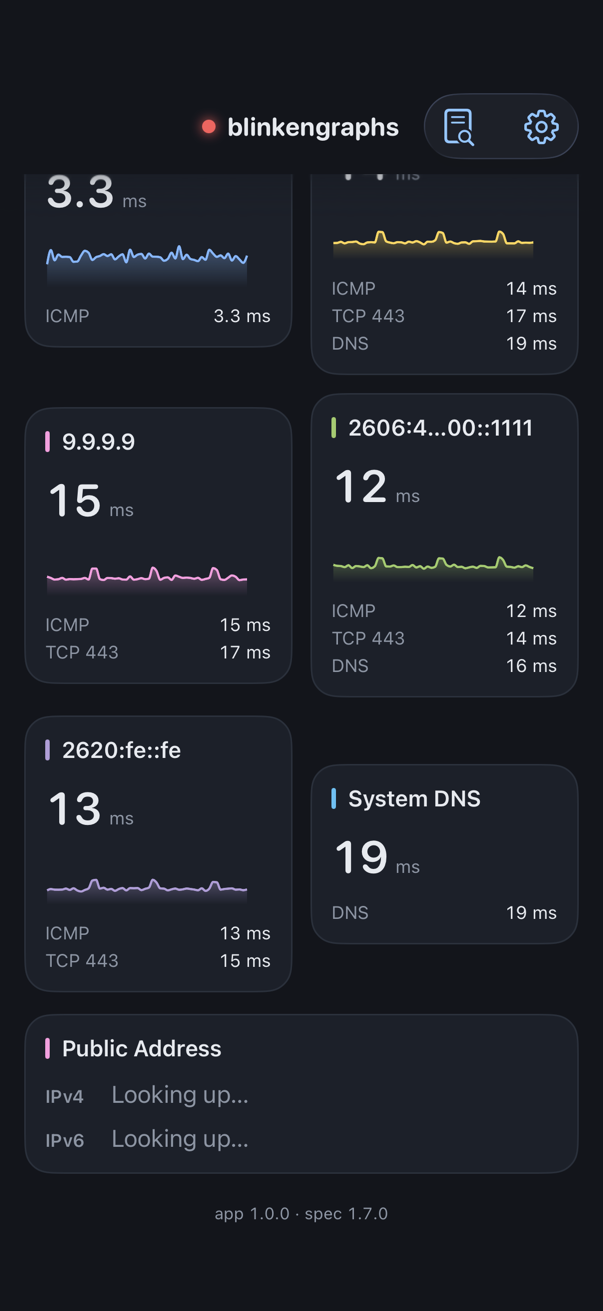 blinkengraphs
3.3 ms
ms
ICMP 3.3 ms
ICMP 14 ms
TCP 443 17 ms
DNS 19 ms
9.9.9.9
15 ms
ICMP 15 ms
TCP 443 17 ms
2606:4...00::1111
12 ms
ICMP 12 ms
TCP 443 14 ms
DNS 16 ms
2620:fe::fe
13 ms
ICMP 13 ms
TCP 443 15 ms
System DNS
19 ms
DNS 19 ms
Public Address
IPv4 Looking up...
IPv6 Looking up...
app 1.0.0 · spec 1.7.0